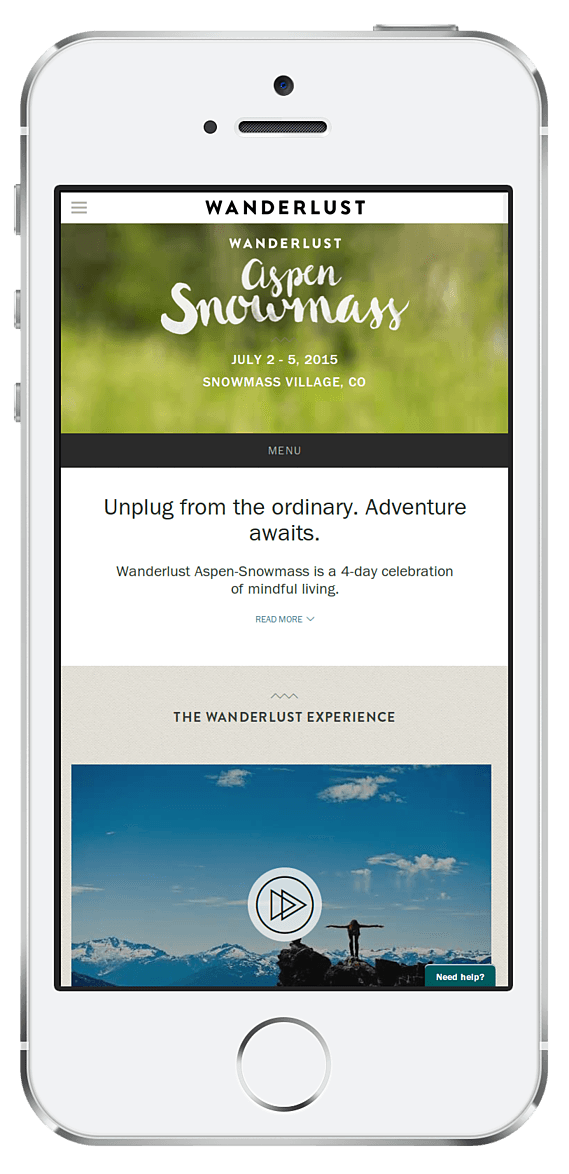 WANDERLUST
WANDERLUST
Aspen
Snowmass
JULY 2 - 5, 2015
SNOWMASS VILLAGE, CO
MENU
Unplug from the ordinary. Adventure
awaits.
Wanderlust Aspen-Snowmass is a 4-day celebration
of mindful living.
READ MORE
THE WANDERLUST EXPERIENCE
Need help?